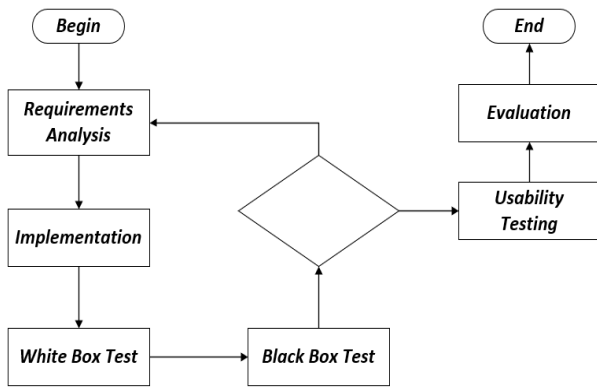 Begin
End
Requirements
Analysis
Evaluation
Usability
Testing
Implementation
White Box Test
Black Box Test